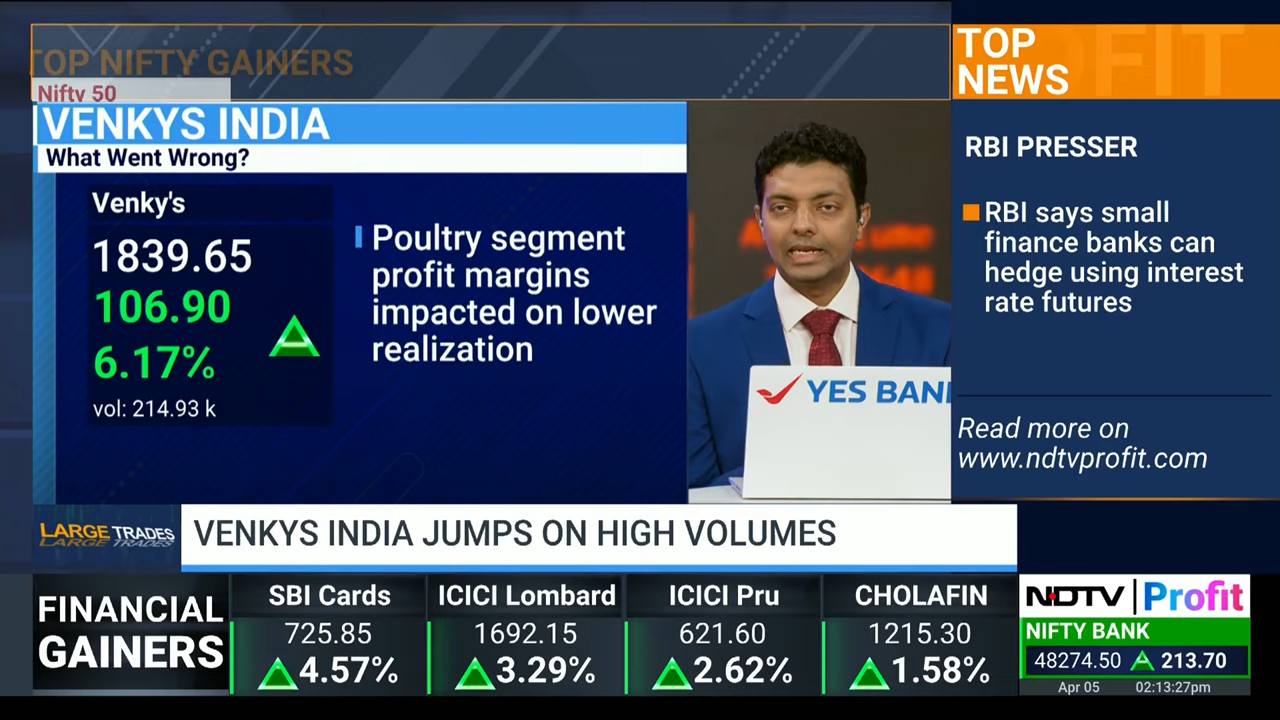 TOP NIFTY GAINERS
Nifty 50
VENKYS INDIA
What Went Wrong?
Venky's
1839.65
106.90
6.17%
vol: 214.93 k
Poultry segment
profit margins
impacted on lower
realization
YES BAN
TOP
NEWS
RBI PRESSER
RBI says small
finance banks can
hedge using interest
rate futures
Read more on
www.ndtvprofit.com
LARGE TRADES
VENKYS INDIA JUMPS ON HIGH VOLUMES
FINANCIAL
GAINERS
SBI Cards
725.85
4.57%
ICICI Lombard
1692.15
3.29%
ICICI Pru
621.60
2.62%
CHOLAFIN
1215.30
1.58%
NDTV Profit
NIFTY BANK
48274.50 213.70
Apr 05 02:13:27pm